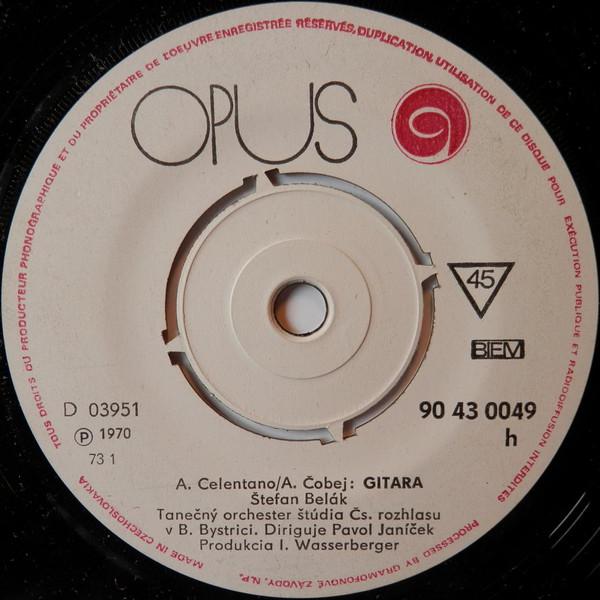 TOUS DROITS DU PRODUCTEUR PHONOGRAPHIQUE ET DU PROPRIÉTAIRE DE L'OEUVRE ENREGISTRÉE RÉSERVÉS, DUPLICATION, UTILISATION DE CE DISQUE POUR EXÉCUTION PUBLIQUE ET RADIODIFFUSION INTERDITES
OPUS
45
BIEM
D 03951
90 43 0049
℗ 1970
h
73 1
A. Celentano/A. Čobej: GITARA
Štefan Belák
Tanečný orchester štúdia Čs. rozhlasu
v B. Bystrici. Diriguje Pavol Janíček
Produkcia I. Wasserberger
MADE IN CZECHOSLOVAKIA
PROCESSED BY GRAMOFONOVÉ ZÁVODY, N.P.